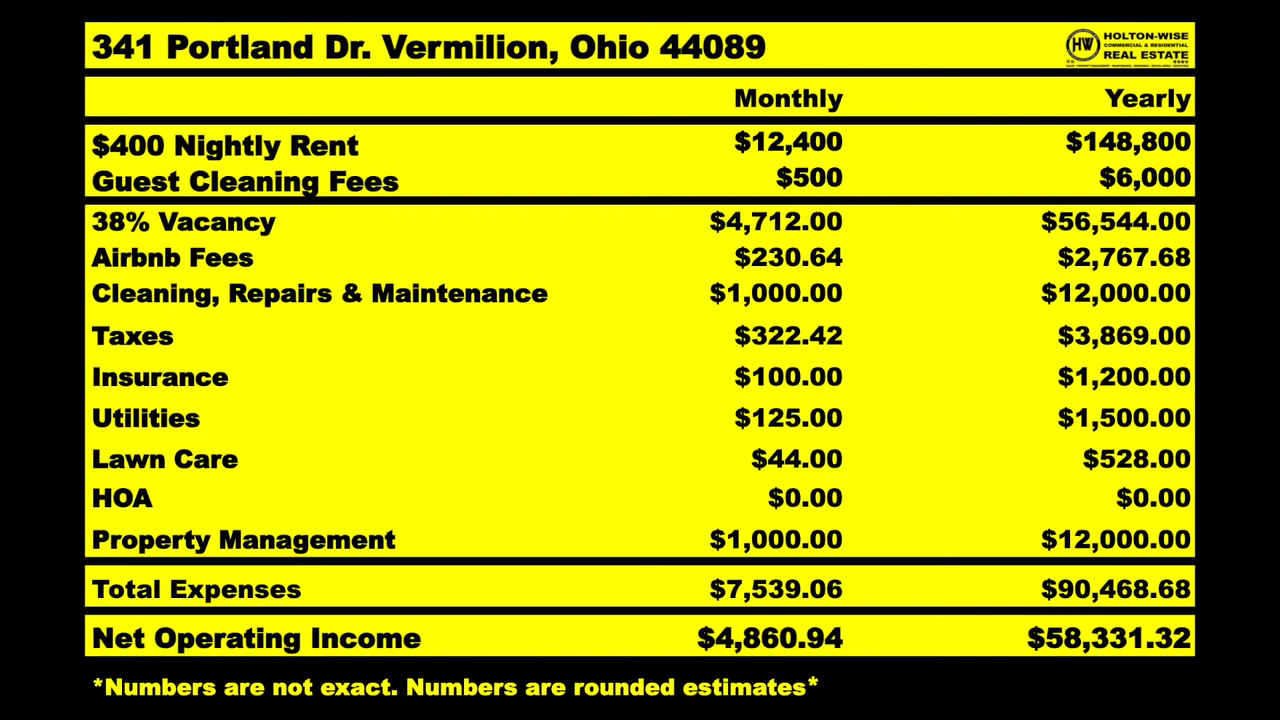 341 Portland Dr. Vermilion, Ohio 44089
HW HOLTON-WISE
COMMERCIAL & RESIDENTIAL
REAL ESTATE
Monthly Yearly
$400 Nightly Rent $12,400 $148,800
Guest Cleaning Fees $500 $6,000
38% Vacancy $4,712.00 $56,544.00
Airbnb Fees $230.64 $2,767.68
Cleaning, Repairs & Maintenance $1,000.00 $12,000.00
Taxes $322.42 $3,869.00
Insurance $100.00 $1,200.00
Utilities $125.00 $1,500.00
Lawn Care $44.00 $528.00
HOA $0.00 $0.00
Property Management $1,000.00 $12,000.00
Total Expenses $7,539.06 $90,468.68
Net Operating Income $4,860.94 $58,331.32
*Numbers are not exact. Numbers are rounded estimates*